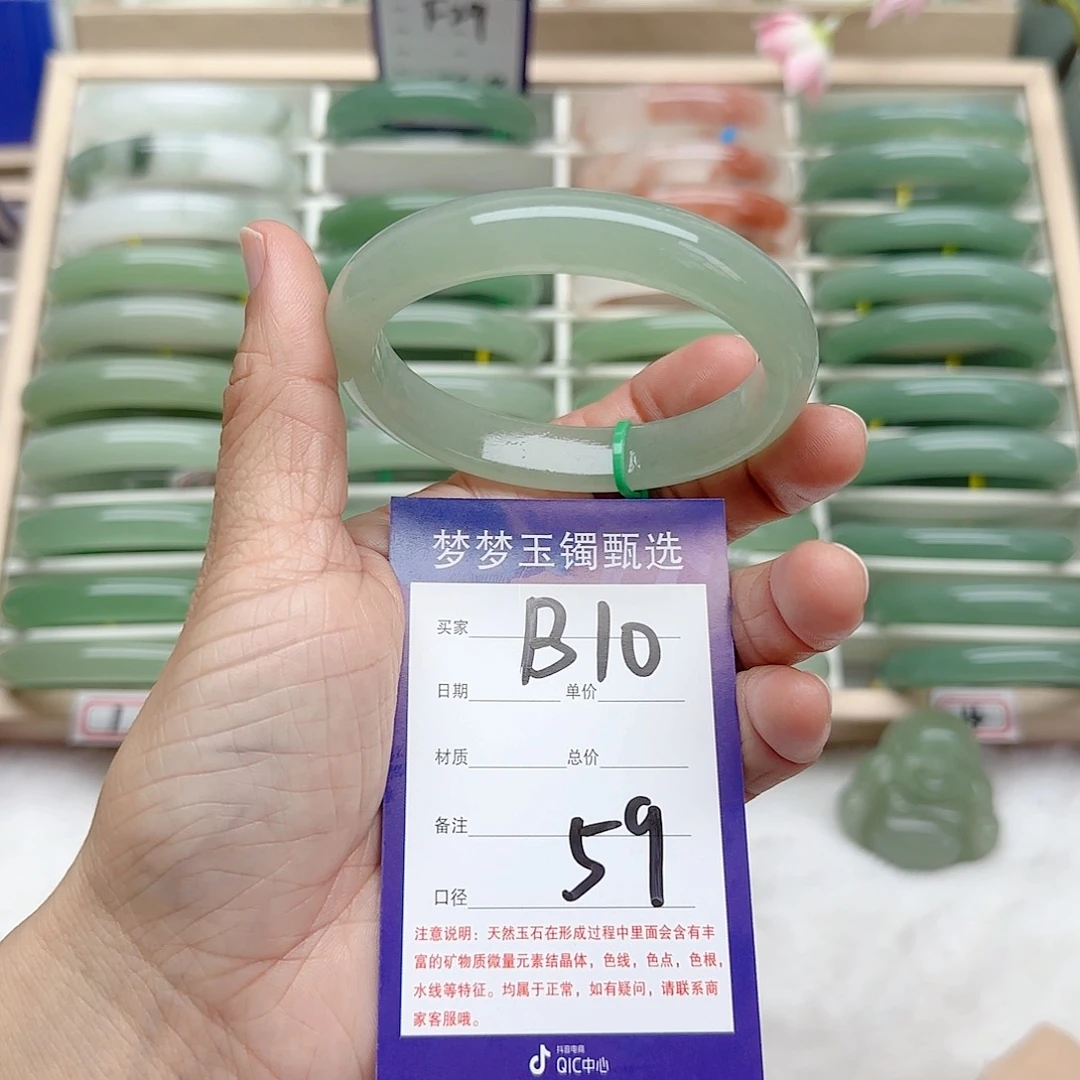 F29
梦梦玉镯甄选
买家 B10
日期 单价
材质 总价
备注
口径 59
注意说明：天然玉石在形成过程中里面会含有丰
富的矿物质微量元素结晶体，色线，色点，色根，
水线等特征。均属于正常，如有疑问，请联系商
家客服哦。
抖音电商
QIC中心